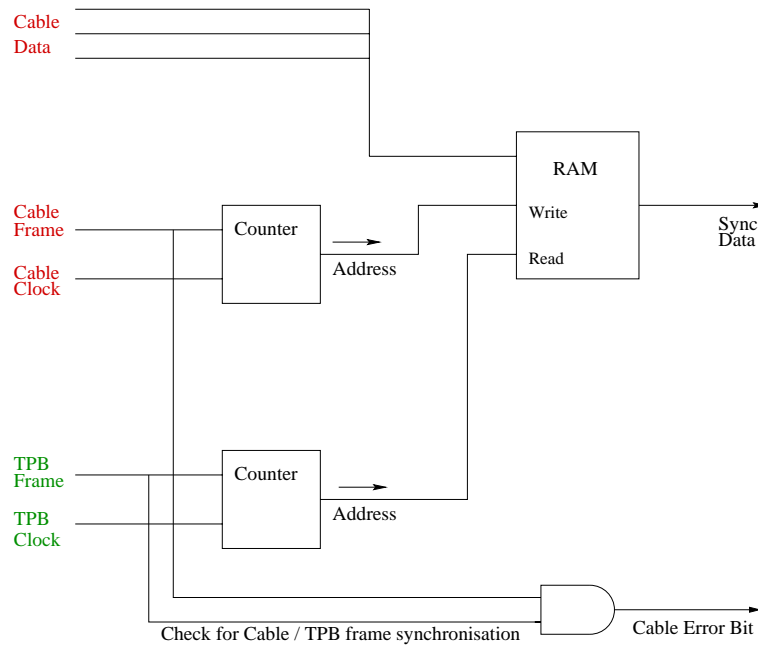 Cable
Data
RAM
Write
Read
Sync
Data
Cable
Frame
Cable
Clock
Counter
Address
TPB
Frame
TPB
Clock
Counter
Address
Check for Cable / TPB frame synchronisation
Cable Error Bit